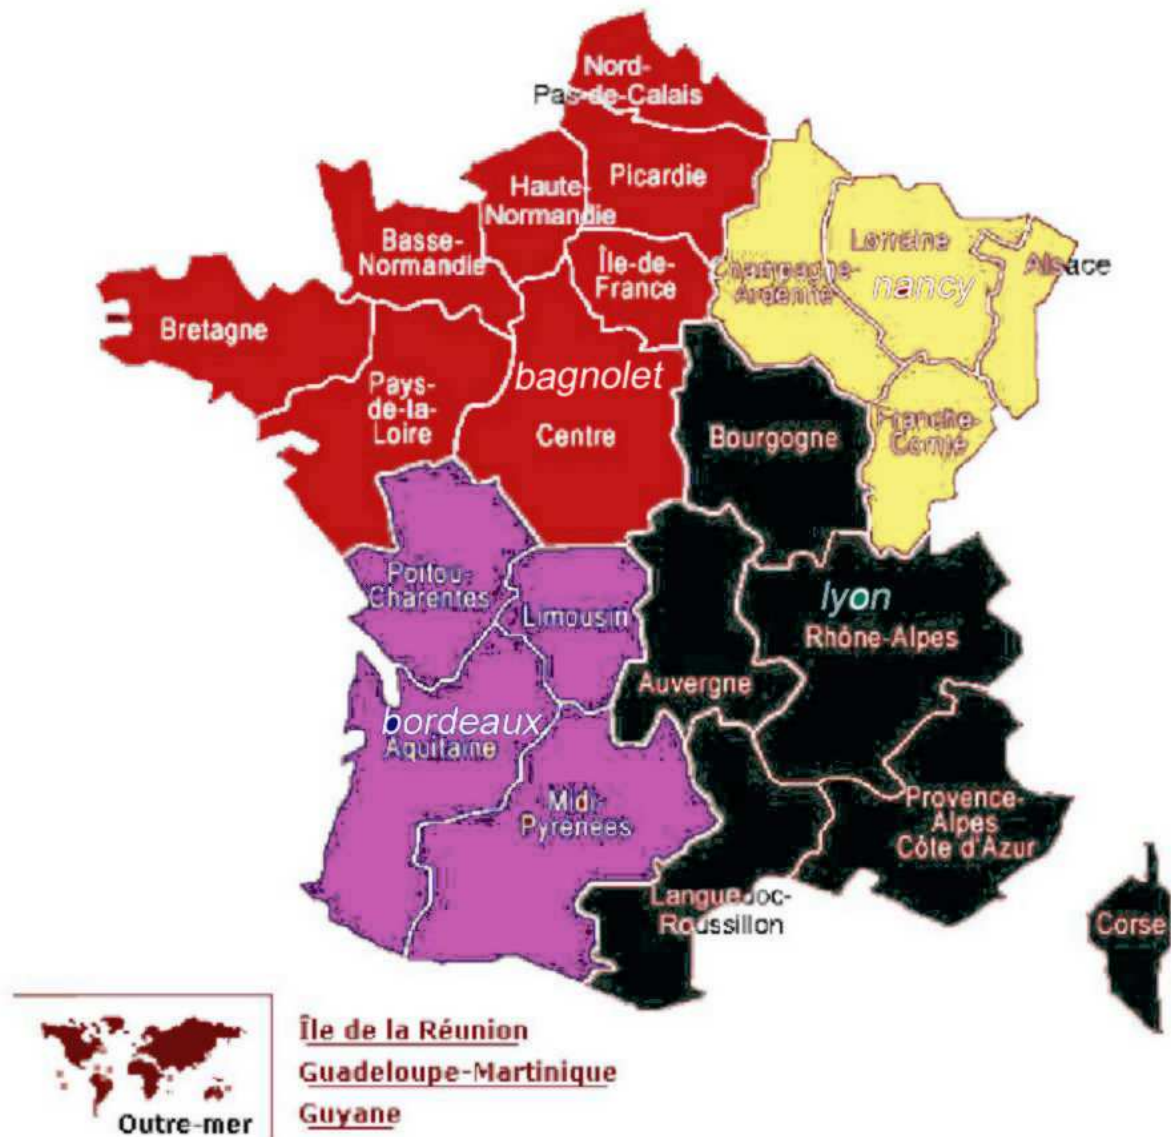 Nord-
Pas-de-Calais
Picardie
Haute-
Normandie
Basse-
Normandie
Île-de-
France
Champagne-
Ardenne
Lorraine
nancy
Alsace
Bretagne
Pays-
de-la-
Loire
bagnolet
Centre
Bourgogne
Franche-
Comté
Poitou-
Charentes
Limousin
lyon
Rhône-Alpes
Auvergne
bordeaux
Aquitaine
Midi-
Pyrénées
Provence-
Alpes
Côte d'Azur
Languedoc-
Roussillon
Corse
Outre-mer
Île de la Réunion
Guadeloupe-Martinique
Guyane